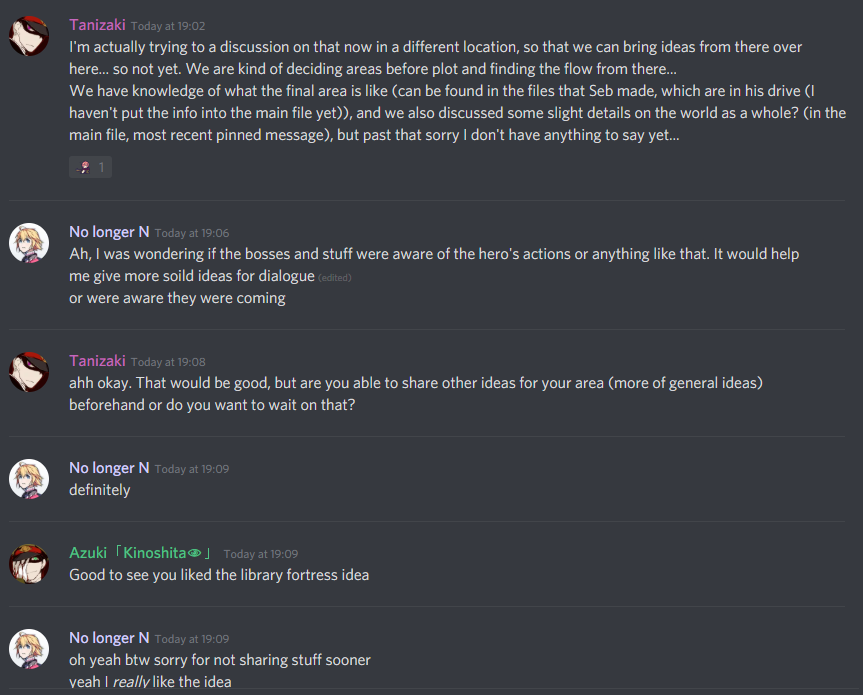 Tanizaki Today at 19:02
I'm actually trying to a discussion on that now in a different location, so that we can bring ideas from there over
here... so not yet. We are kind of deciding areas before plot and finding the flow from there...
We have knowledge of what the final area is like (can be found in the files that Seb made, which are in his drive (I
haven't put the info into the main file yet)), and we also discussed some slight details on the world as a whole? (in the
main file, most recent pinned message), but past that sorry I don't have anything to say yet...
1
No longer N Today at 19:06
Ah, I was wondering if the bosses and stuff were aware of the hero's actions or anything like that. It would help
me give more soild ideas for dialogue (edited)
or were aware they were coming
Tanizaki Today at 19:08
ahh okay. That would be good, but are you able to share other ideas for your area (more of general ideas)
beforehand or do you want to wait on that?
No longer N Today at 19:09
definitely
Azuki「Kinoshita👁」 Today at 19:09
Good to see you liked the library fortress idea
No longer N Today at 19:09
oh yeah btw sorry for not sharing stuff sooner
yeah I really like the idea